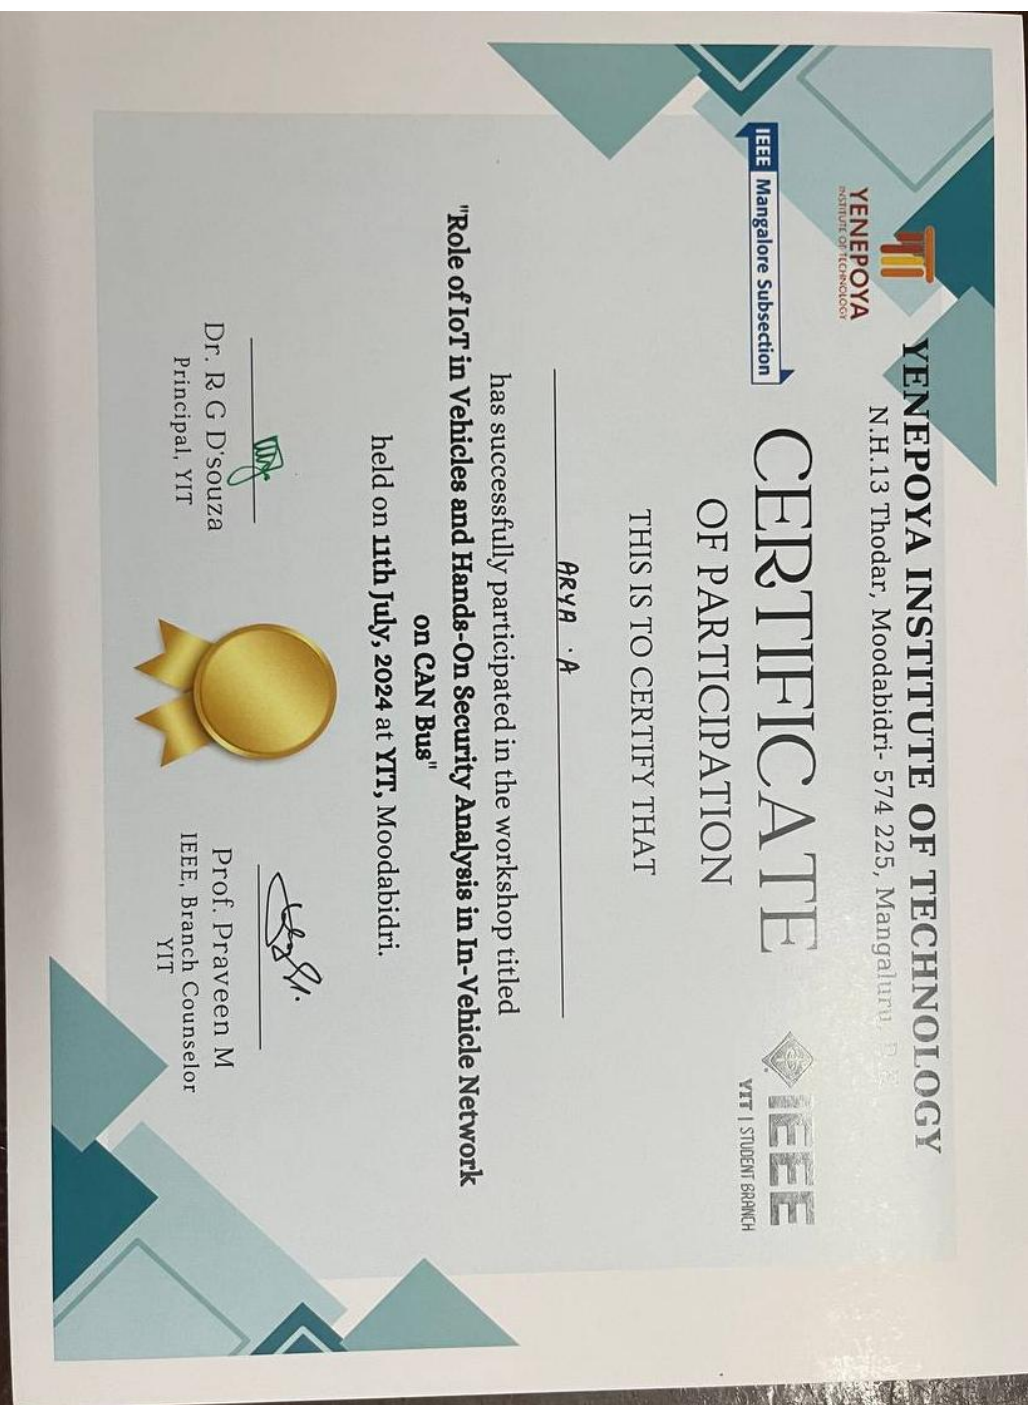 YENEPOYA INSTITUTE OF TECHNOLOGY
N.H.13 Thodar, Moodabidri- 574 225, Mangaluru,
YENEPOYA
INSTITUTE OF TECHNOLOGY
IEEE Mangalore Subsection
IEEE
YIT | STUDENT BRANCH
CERTIFICATE
OF PARTICIPATION
THIS IS TO CERTIFY THAT
ARYA .A
has successfully participated in the workshop titled
"Role of IoT in Vehicles and Hands-On Security Analysis in In-Vehicle Network
on CAN Bus"
held on 11th July, 2024 at YIT, Moodabidri.
Dr. R G D'souza
Principal, YIT
Prof. Praveen M
IEEE, Branch Counselor
YIT